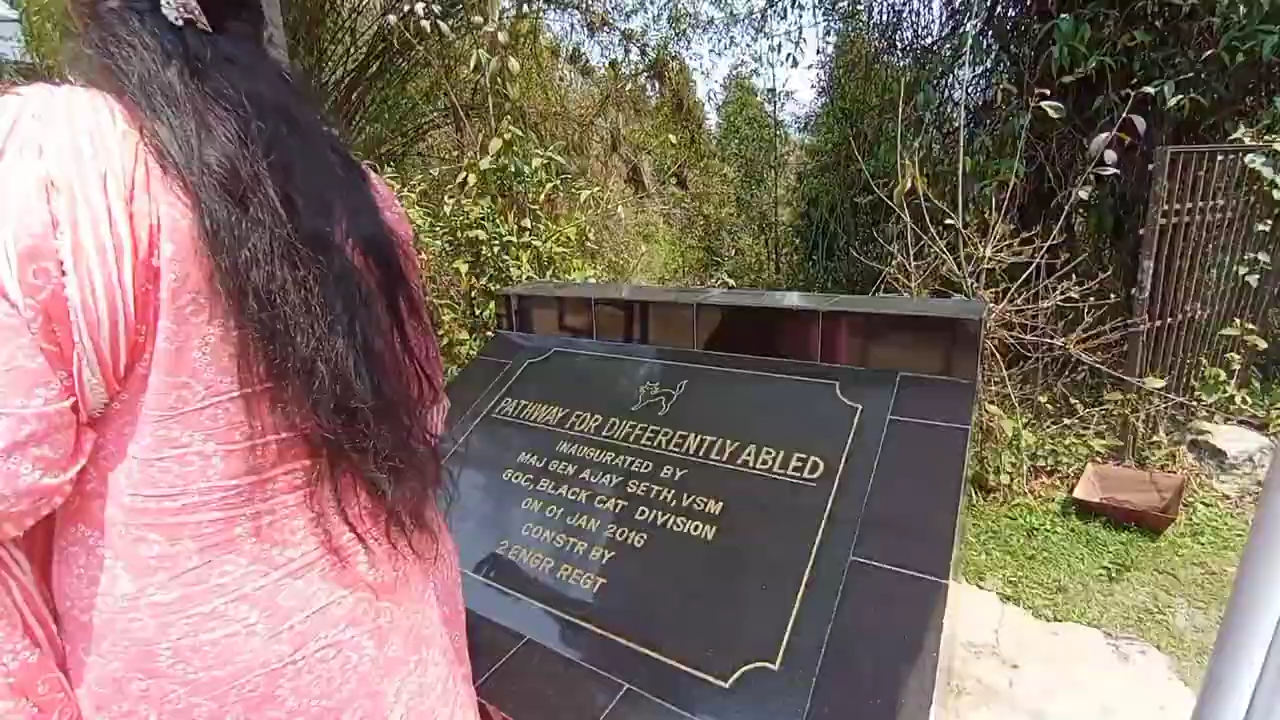 PATHWAY FOR DIFFERENTLY ABLED
INAUGURATED BY
MAJ GEN AJAY SETH, VSM
GOC, BLACK CAT DIVISION
ON 01 JAN 2016
CONSTR BY
2 ENGR REGT